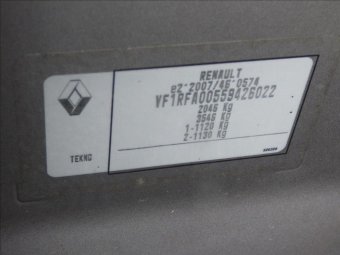 RENAULT
e2*2007/46*0574
VF1RFA00559426022
2046 Kg
3546 Kg
1-1120 Kg
2-1130 Kg
TEKNO